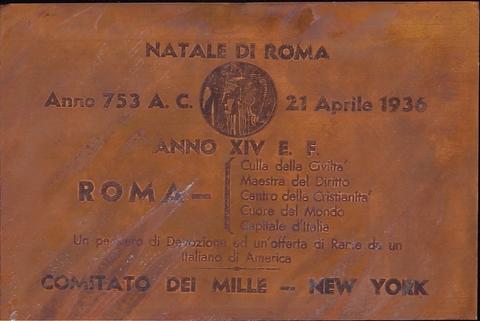 NATALE DI ROMA
Anno 753 A. C. 21 Aprile 1936
ANNO XIV E. F.
ROMA —
Culla della Civilta'
Maestra del Diritto
Centro della Cristianita'
Cuore del Mondo
Capitale d'Italia
Un pensiero di Devozione ed un'offerta di Rame da un
Italiano di America
COMITATO DEI MILLE — NEW YORK